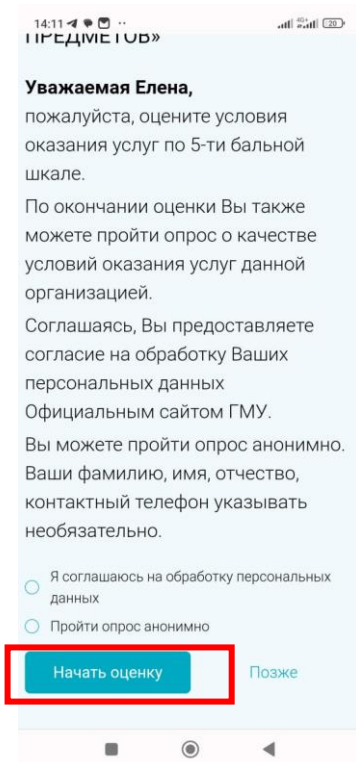 14:11
ПРЕДМЕТОВ»
Уважаемая Елена,
пожалуйста, оцените условия
оказания услуг по 5-ти бальной
шкале.
По окончании оценки Вы также
можете пройти опрос о качестве
условий оказания услуг данной
организацией.
Соглашаясь, Вы предоставляете
согласие на обработку Ваших
персональных данных
Официальным сайтом ГМУ.
Вы можете пройти опрос анонимно.
Ваши фамилию, имя, отчество,
контактный телефон указывать
необязательно.
Я соглашаюсь на обработку персональных
данных
Пройти опрос анонимно
Начать оценку Позже